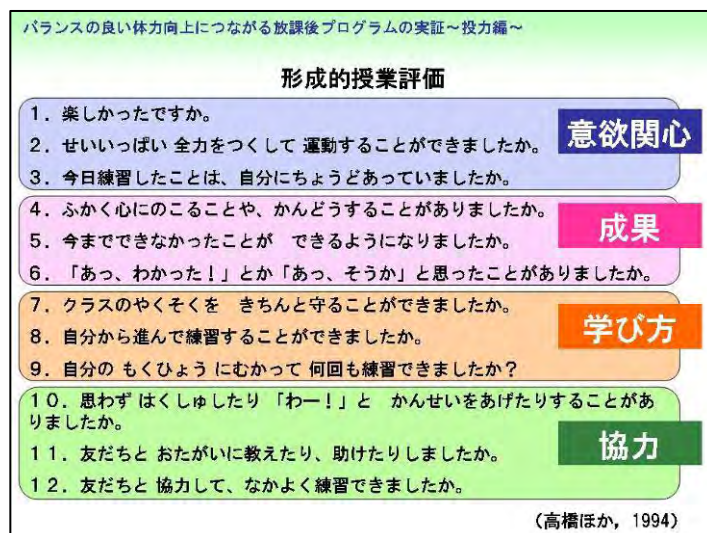 バランスの良い体力向上につながる放課後プログラムの実証~投力編~
形成的授業評価
1．楽しかったですか。
2．せいいっぱい 全力をつくして 運動することができましたか。
3．今日練習したことは、自分にちょうどあっていましたか。
意欲関心
4．ふかく心にのこることや、かんどうすることがありましたか。
5．今までできなかったことが できるようになりましたか。
6．「あっ、わかった！」とか「あっ、そうか」と思ったことがありましたか。
成果
7．クラスのやくそくを きちんと守ることができましたか。
8．自分から進んで練習することができましたか。
9．自分の もくひょう にむかって 何回も練習できましたか？
学び方
10．思わず はくしゅしたり 「わー！」と かんせいをあげたりすることがあ
りましたか。
11．友だちと おたがいに教えたり、助けたりしましたか。
12．友だちと 協力して、なかよく練習できましたか。
協力
（高橋ほか，1994）